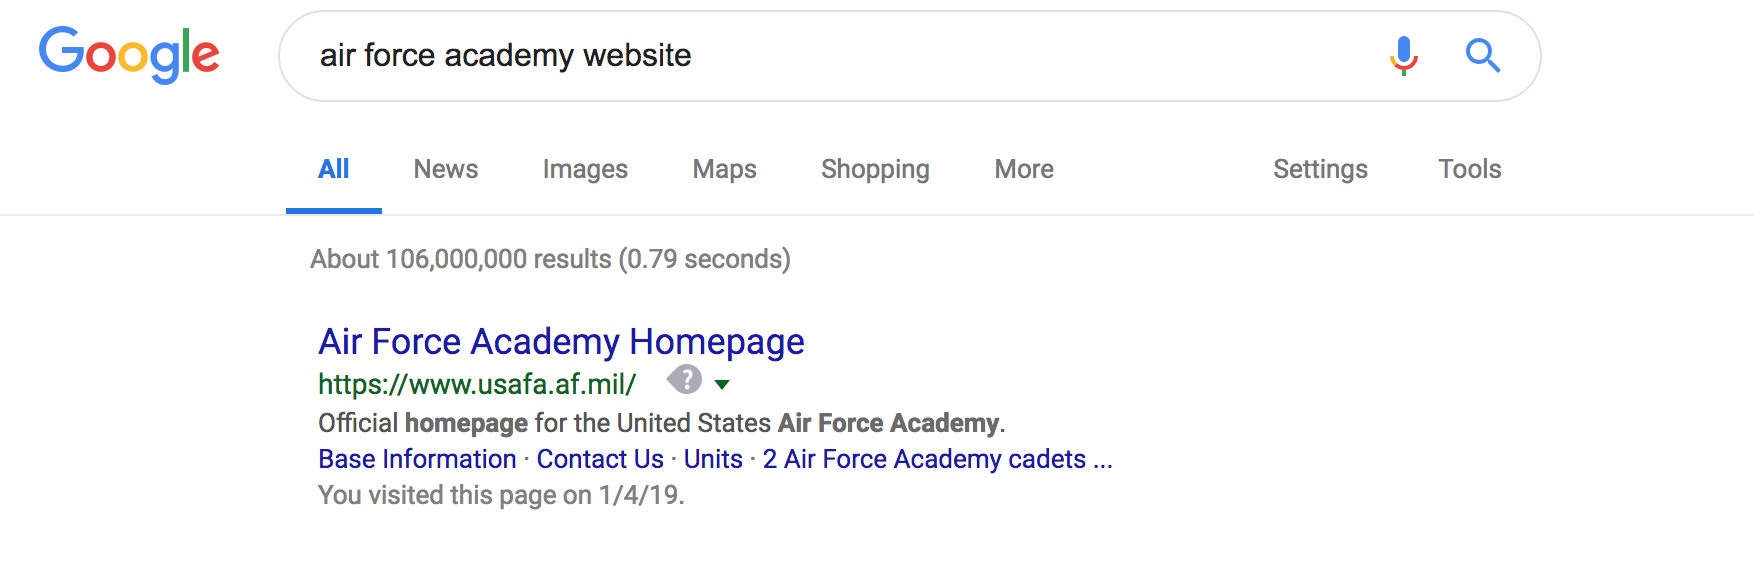 Google air force academy website
All News Images Maps Shopping More Settings Tools
About 106,000,000 results (0.79 seconds)
Air Force Academy Homepage
https://www.usafa.af.mil/ ?
Official homepage for the United States Air Force Academy.
Base Information · Contact Us · Units · 2 Air Force Academy cadets ...
You visited this page on 1/4/19.